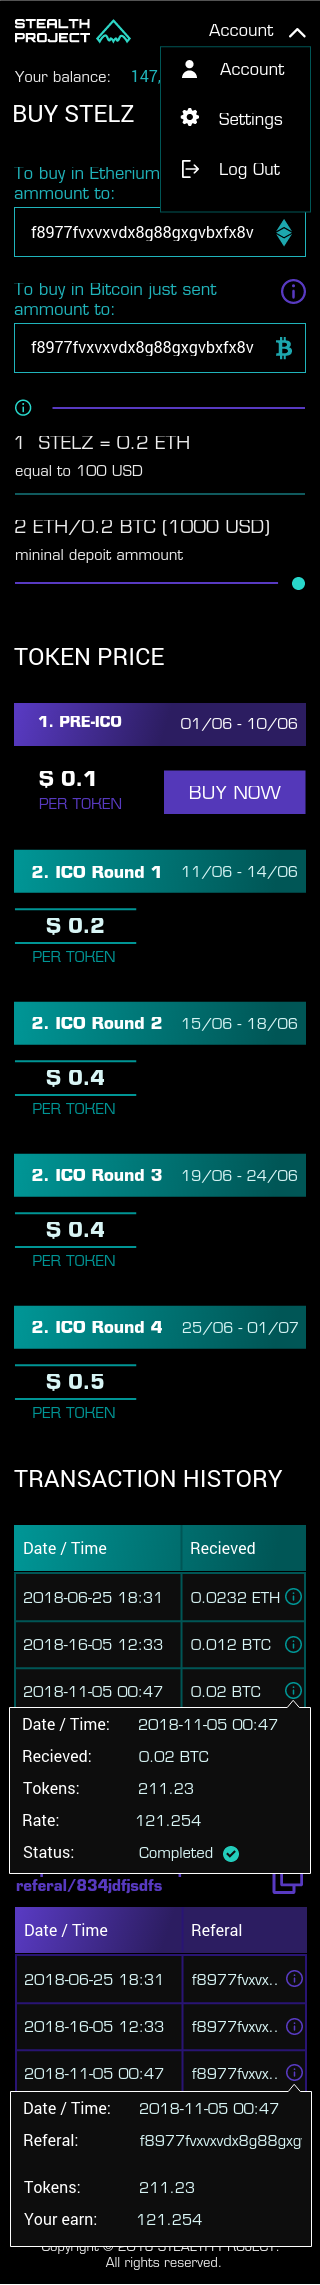 STEALTH
PROJECT
Account
Account
Settings
Log Out
Your balance: 147,
BUY STELZ
To buy in Etherium
ammount to:
f8977fvxvxvdx8g88gxgvbxfx8v
To buy in Bitcoin just sent
ammount to:
f8977fvxvxvdx8g88gxgvbxfx8v
1 STELZ = 0.2 ETH
equal to 100 USD
2 ETH/0.2 BTC (1000 USD)
mininal depoit ammount
TOKEN PRICE
1. PRE-ICO 01/06 - 10/06
$ 0.1
PER TOKEN
BUY NOW
2. ICO Round 1 11/06 - 14/06
$ 0.2
PER TOKEN
2. ICO Round 2 15/06 - 18/06
$ 0.4
PER TOKEN
2. ICO Round 3 19/06 - 24/06
$ 0.4
PER TOKEN
2. ICO Round 4 25/06 - 01/07
$ 0.5
PER TOKEN
TRANSACTION HISTORY
Date / Time Recieved
2018-06-25 18:31 0.0232 ETH
2018-16-05 12:33 0.012 BTC
2018-11-05 00:47 0.02 BTC
Date / Time: 2018-11-05 00:47
Recieved: 0.02 BTC
Tokens: 211.23
Rate: 121.254
Status: Completed
referal/834jdfjsdfs
Date / Time Referal
2018-06-25 18:31 f8977fvxvx..
2018-16-05 12:33 f8977fvxvx..
2018-11-05 00:47 f8977fvxvx..
Date / Time: 2018-11-05 00:47
Referal: f8977fvxvxvdx8g88gxg
Tokens: 211.23
Your earn: 121.254
Copyright © 2018 STEALTH PROJECT.
All rights reserved.